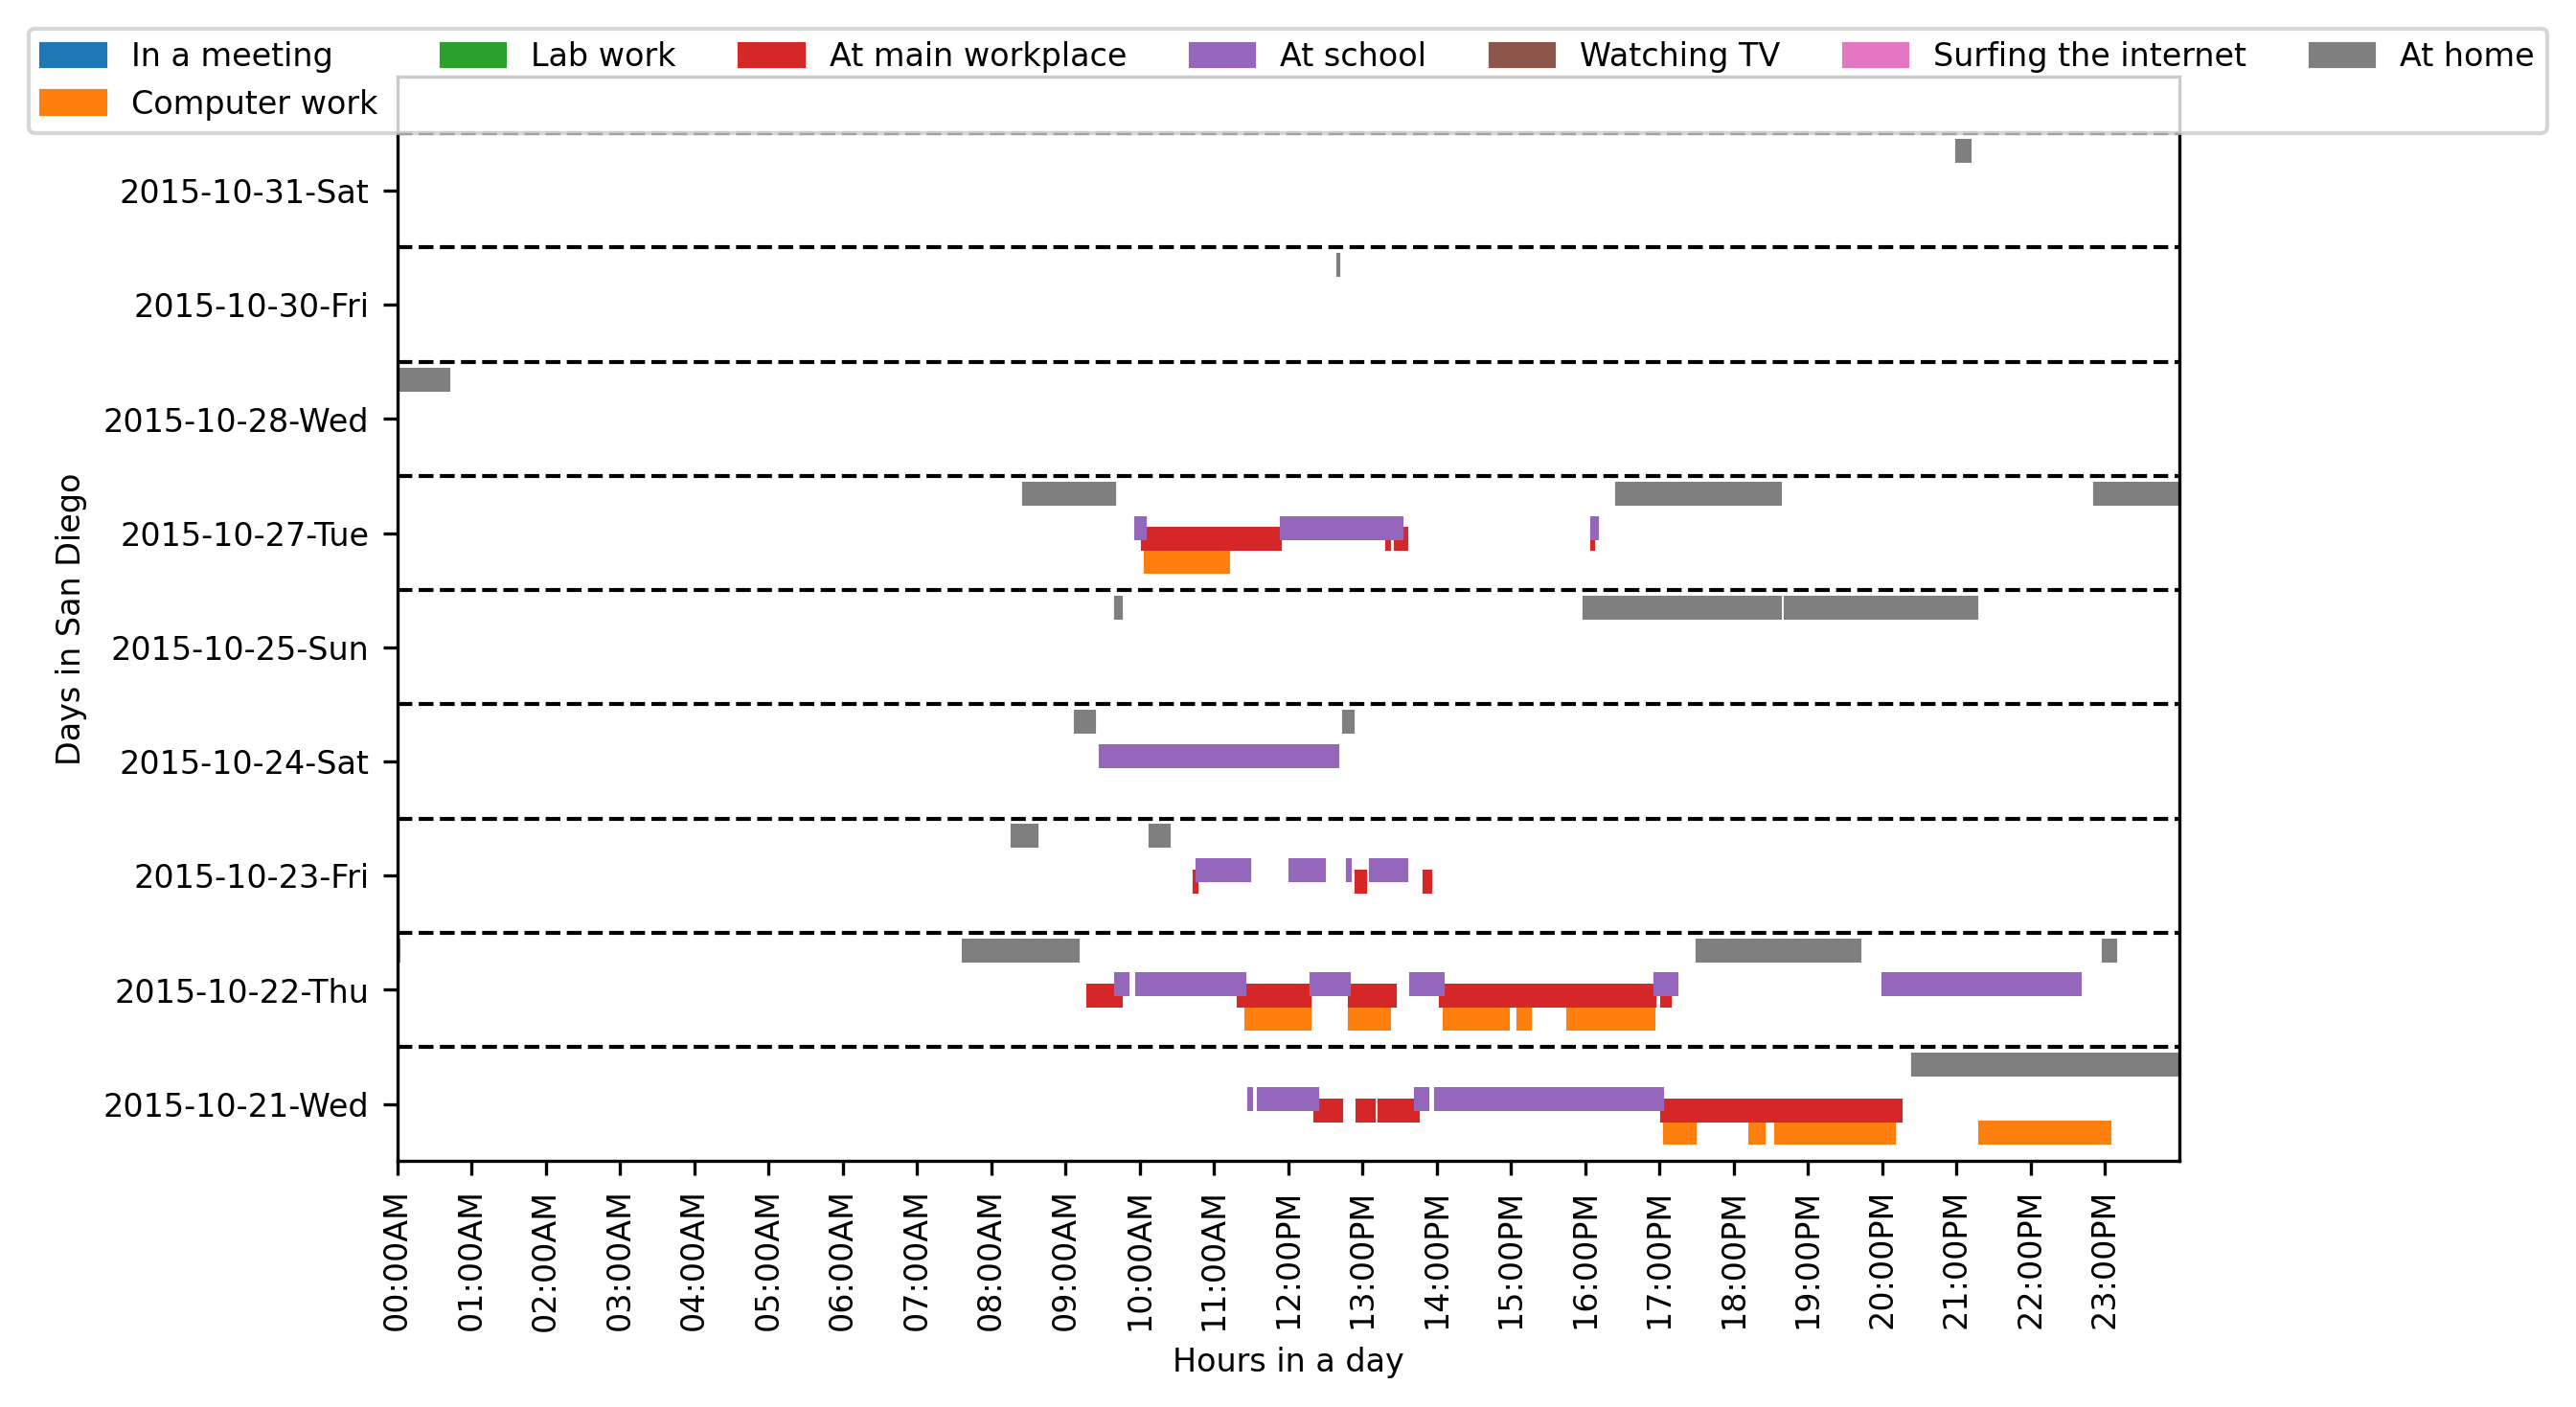 In a meeting
Computer work
Lab work
At main workplace
At school
Watching TV
Surfing the internet
At home
Days in San Diego
2015-10-31-Sat
2015-10-30-Fri
2015-10-28-Wed
2015-10-27-Tue
2015-10-25-Sun
2015-10-24-Sat
2015-10-23-Fri
2015-10-22-Thu
2015-10-21-Wed
00:00AM
01:00AM
02:00AM
03:00AM
04:00AM
05:00AM
06:00AM
07:00AM
08:00AM
09:00AM
10:00AM
11:00AM
12:00PM
13:00PM
14:00PM
15:00PM
16:00PM
17:00PM
18:00PM
19:00PM
20:00PM
21:00PM
22:00PM
23:00PM
Hours in a day